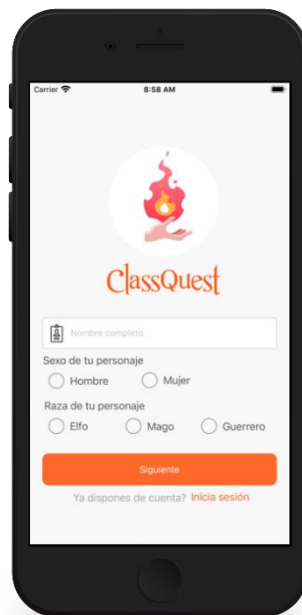 Carrier 8:58 AM
ClassQuest
Nombre completo
Sexo de tu personaje
Hombre Mujer
Raza de tu personaje
Elfo Mago Guerrero
Siguiente
Ya dispones de cuenta? Inicia sesión